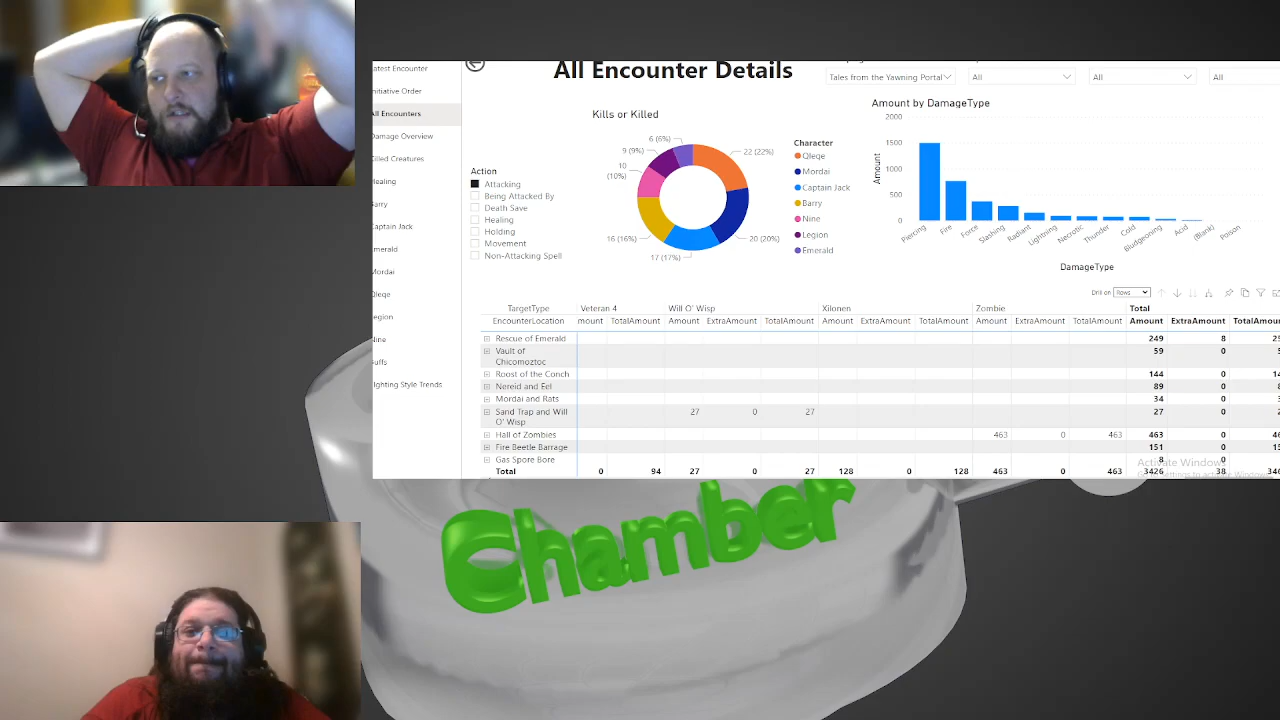 All Encounter Details
Latest Encounter
Initiative Order
All Encounters
Damage Overview
Killed Creatures
Healing
Barry
Captain Jack
Emerald
Mordai
Qleqe
Legion
Nine
Buffs
Fighting Style Trends
Tales from the Yawning Portal
All
All
All
Kills or Killed
6 (6%)
9 (9%)
10
(10%)
16 (16%)
17 (17%)
20 (20%)
22 (22%)
Character
Qleqe
Mordai
Captain Jack
Barry
Nine
Legion
Emerald
Action
Attacking
Being Attacked By
Death Save
Healing
Holding
Movement
Non-Attacking Spell
Amount by DamageType
Amount
2000
1500
1000
500
0
Piercing
Fire
Force
Slashing
Radiant
Lightning
Necrotic
Thunder
Cold
Bludgeoning
Acid
(Blank)
Poison
DamageType
Drill on Rows
TargetType Veteran 4 Will O' Wisp Xilonen Zombie Total
EncounterLocation mount TotalAmount Amount ExtraAmount TotalAmount Amount ExtraAmount TotalAmount Amount ExtraAmount TotalAmount Amount ExtraAmount TotalAmou
Rescue of Emerald 249 8
Vault of 59 0
Chicomoztoc
Roost of the Conch 144 0
Nereid and Eel 89 0
Mordai and Rats 34 0
Sand Trap and Will 27 0 27 27 0
O' Wisp
Hall of Zombies 463 0 463 463 0
Fire Beetle Barrage 151 0
Gas Spore Bore 8 0
Total 0 94 27 0 27 128 0 128 463 0 463 3426 38
Activate Windows
Chamber